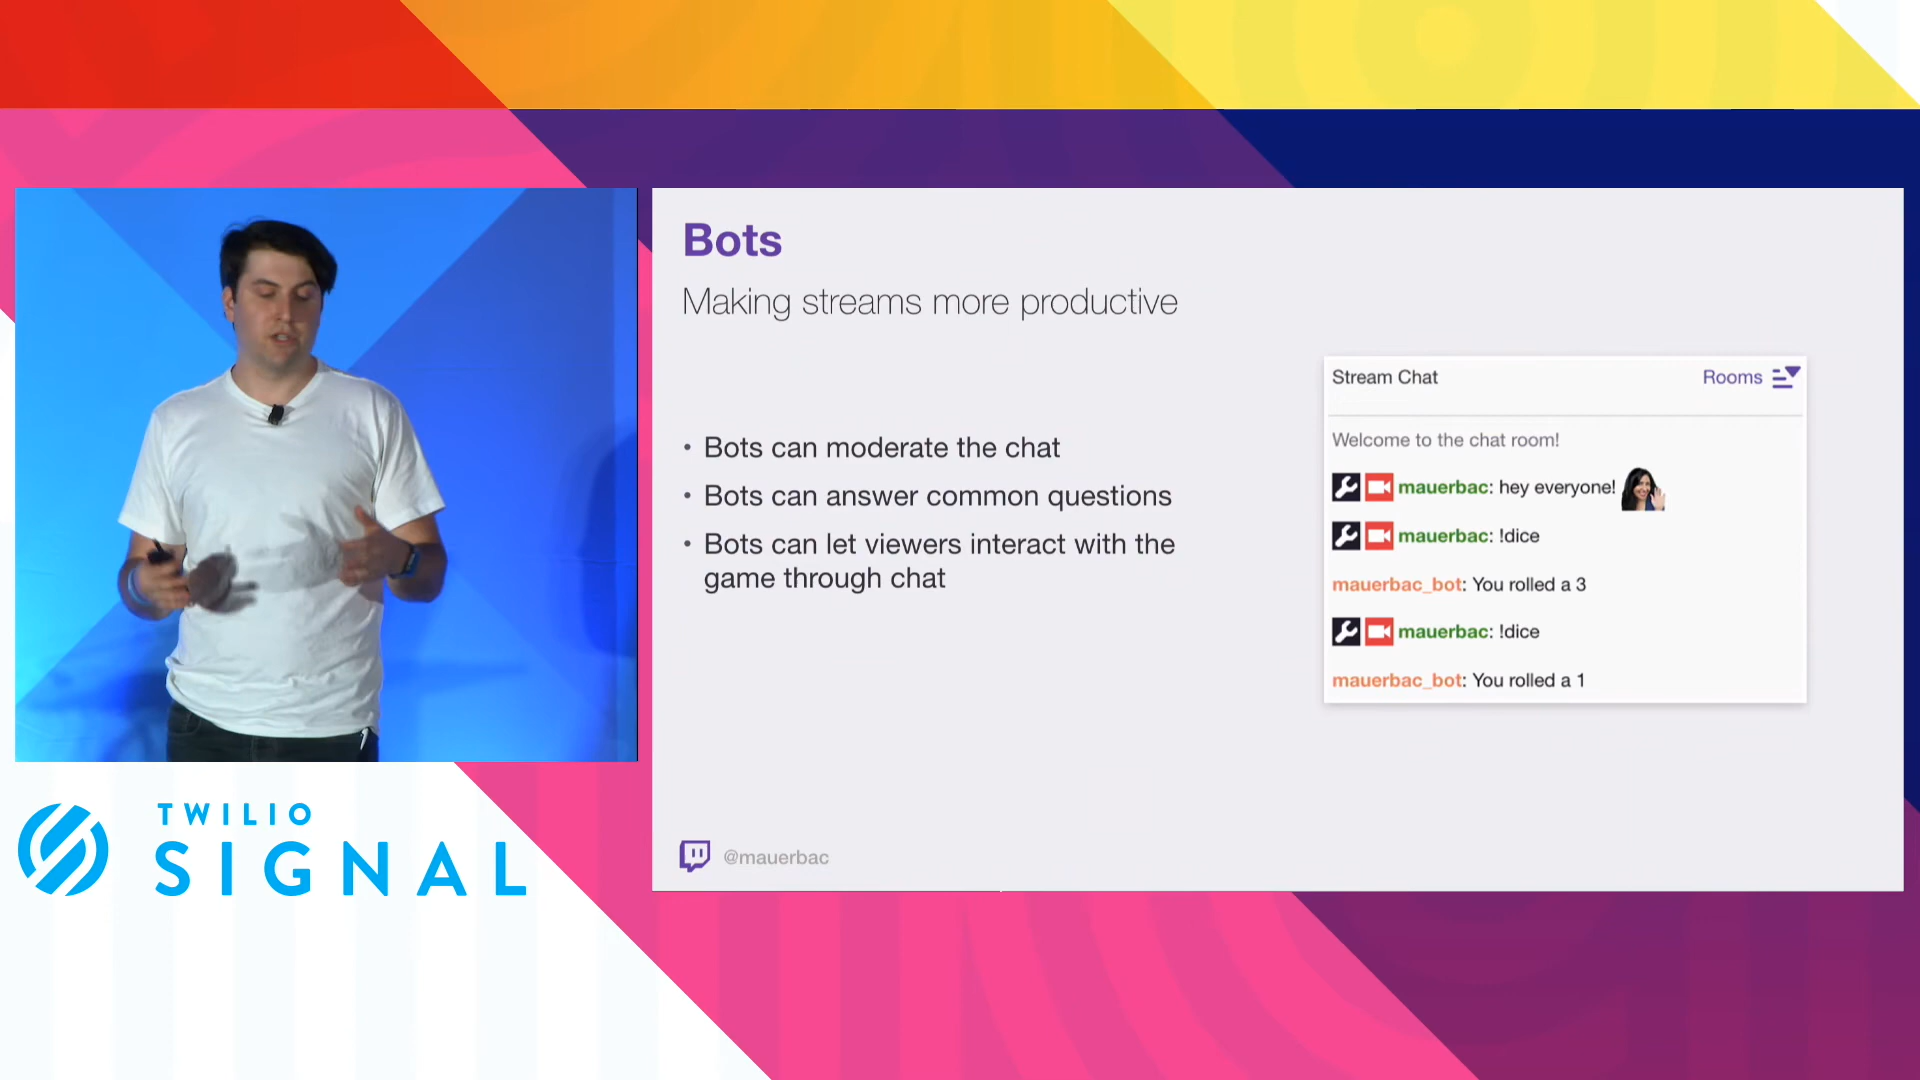 Bots
Making streams more productive
• Bots can moderate the chat
• Bots can answer common questions
• Bots can let viewers interact with the
game through chat
Stream Chat Rooms
Welcome to the chat room!
mauerbac: hey everyone!
mauerbac: !dice
mauerbac_bot: You rolled a 3
mauerbac: !dice
mauerbac_bot: You rolled a 1
@mauerbac
TWILIO
SIGNAL